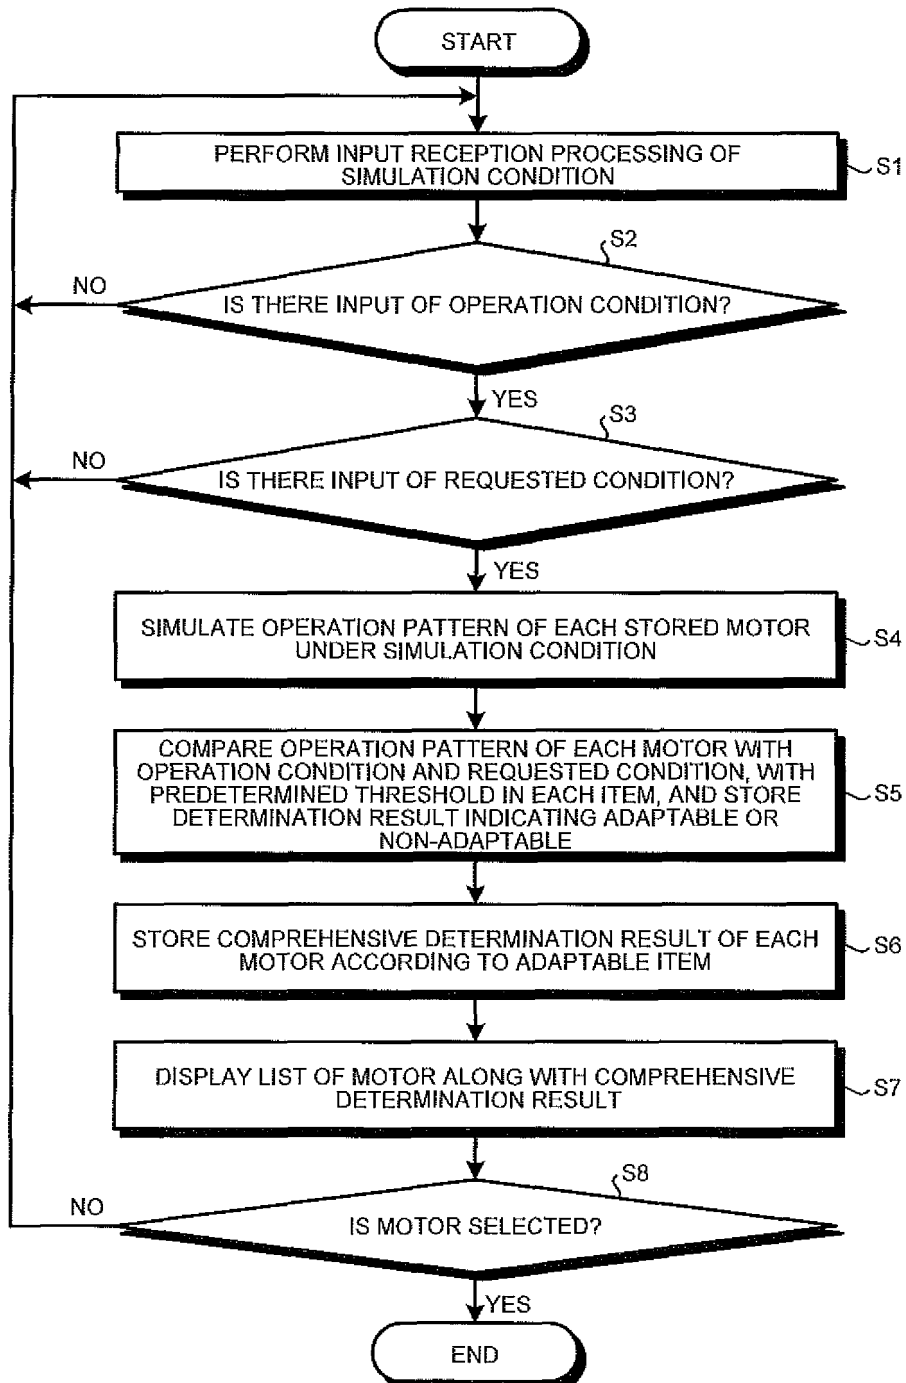 START
PERFORM INPUT RECEPTION PROCESSING OF
SIMULATION CONDITION
S1
S2
NO
IS THERE INPUT OF OPERATION CONDITION?
YES
S3
NO
IS THERE INPUT OF REQUESTED CONDITION?
YES
SIMULATE OPERATION PATTERN OF EACH STORED MOTOR
UNDER SIMULATION CONDITION
S4
COMPARE OPERATION PATTERN OF EACH MOTOR WITH
OPERATION CONDITION AND REQUESTED CONDITION, WITH
PREDETERMINED THRESHOLD IN EACH ITEM, AND STORE
DETERMINATION RESULT INDICATING ADAPTABLE OR
NON-ADAPTABLE
S5
STORE COMPREHENSIVE DETERMINATION RESULT OF EACH
MOTOR ACCORDING TO ADAPTABLE ITEM
S6
DISPLAY LIST OF MOTOR ALONG WITH COMPREHENSIVE
DETERMINATION RESULT
S7
S8
NO
IS MOTOR SELECTED?
YES
END